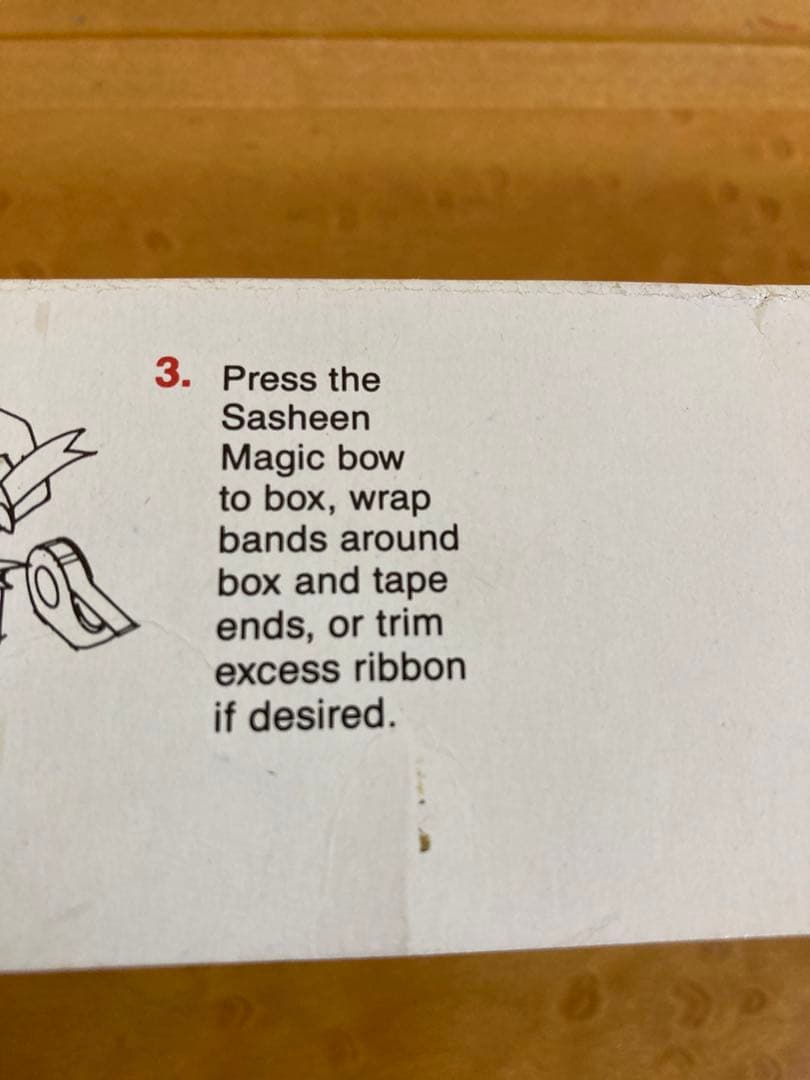 3. Press the
Sasheen
Magic bow
to box, wrap
bands around
box and tape
ends, or trim
excess ribbon
if desired.